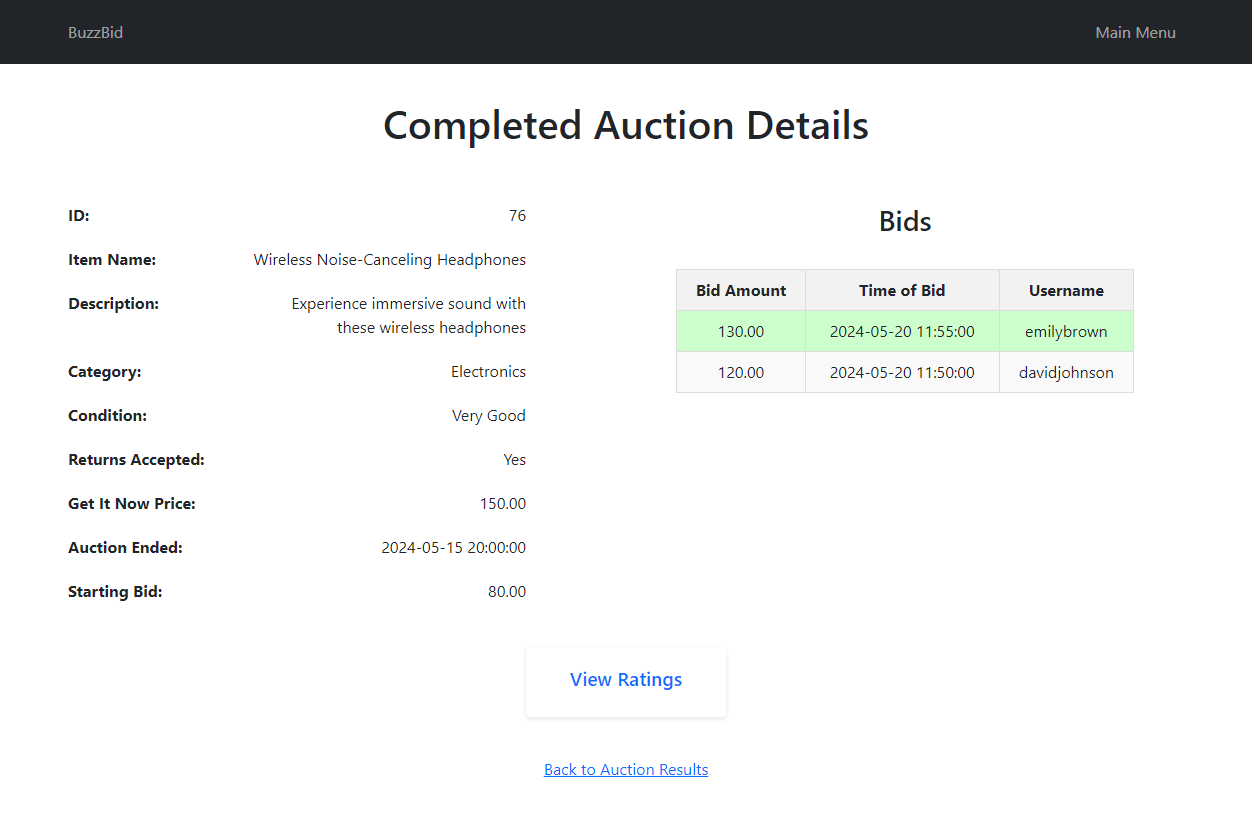 BuzzBid
Main Menu
Completed Auction Details
ID: 76
Item Name: Wireless Noise-Canceling Headphones
Description: Experience immersive sound with
these wireless headphones
Category: Electronics
Condition: Very Good
Returns Accepted: Yes
Get It Now Price: 150.00
Auction Ended: 2024-05-15 20:00:00
Starting Bid: 80.00
Bids
Bid Amount Time of Bid Username
130.00 2024-05-20 11:55:00 emilybrown
120.00 2024-05-20 11:50:00 davidjohnson
View Ratings
Back to Auction Results